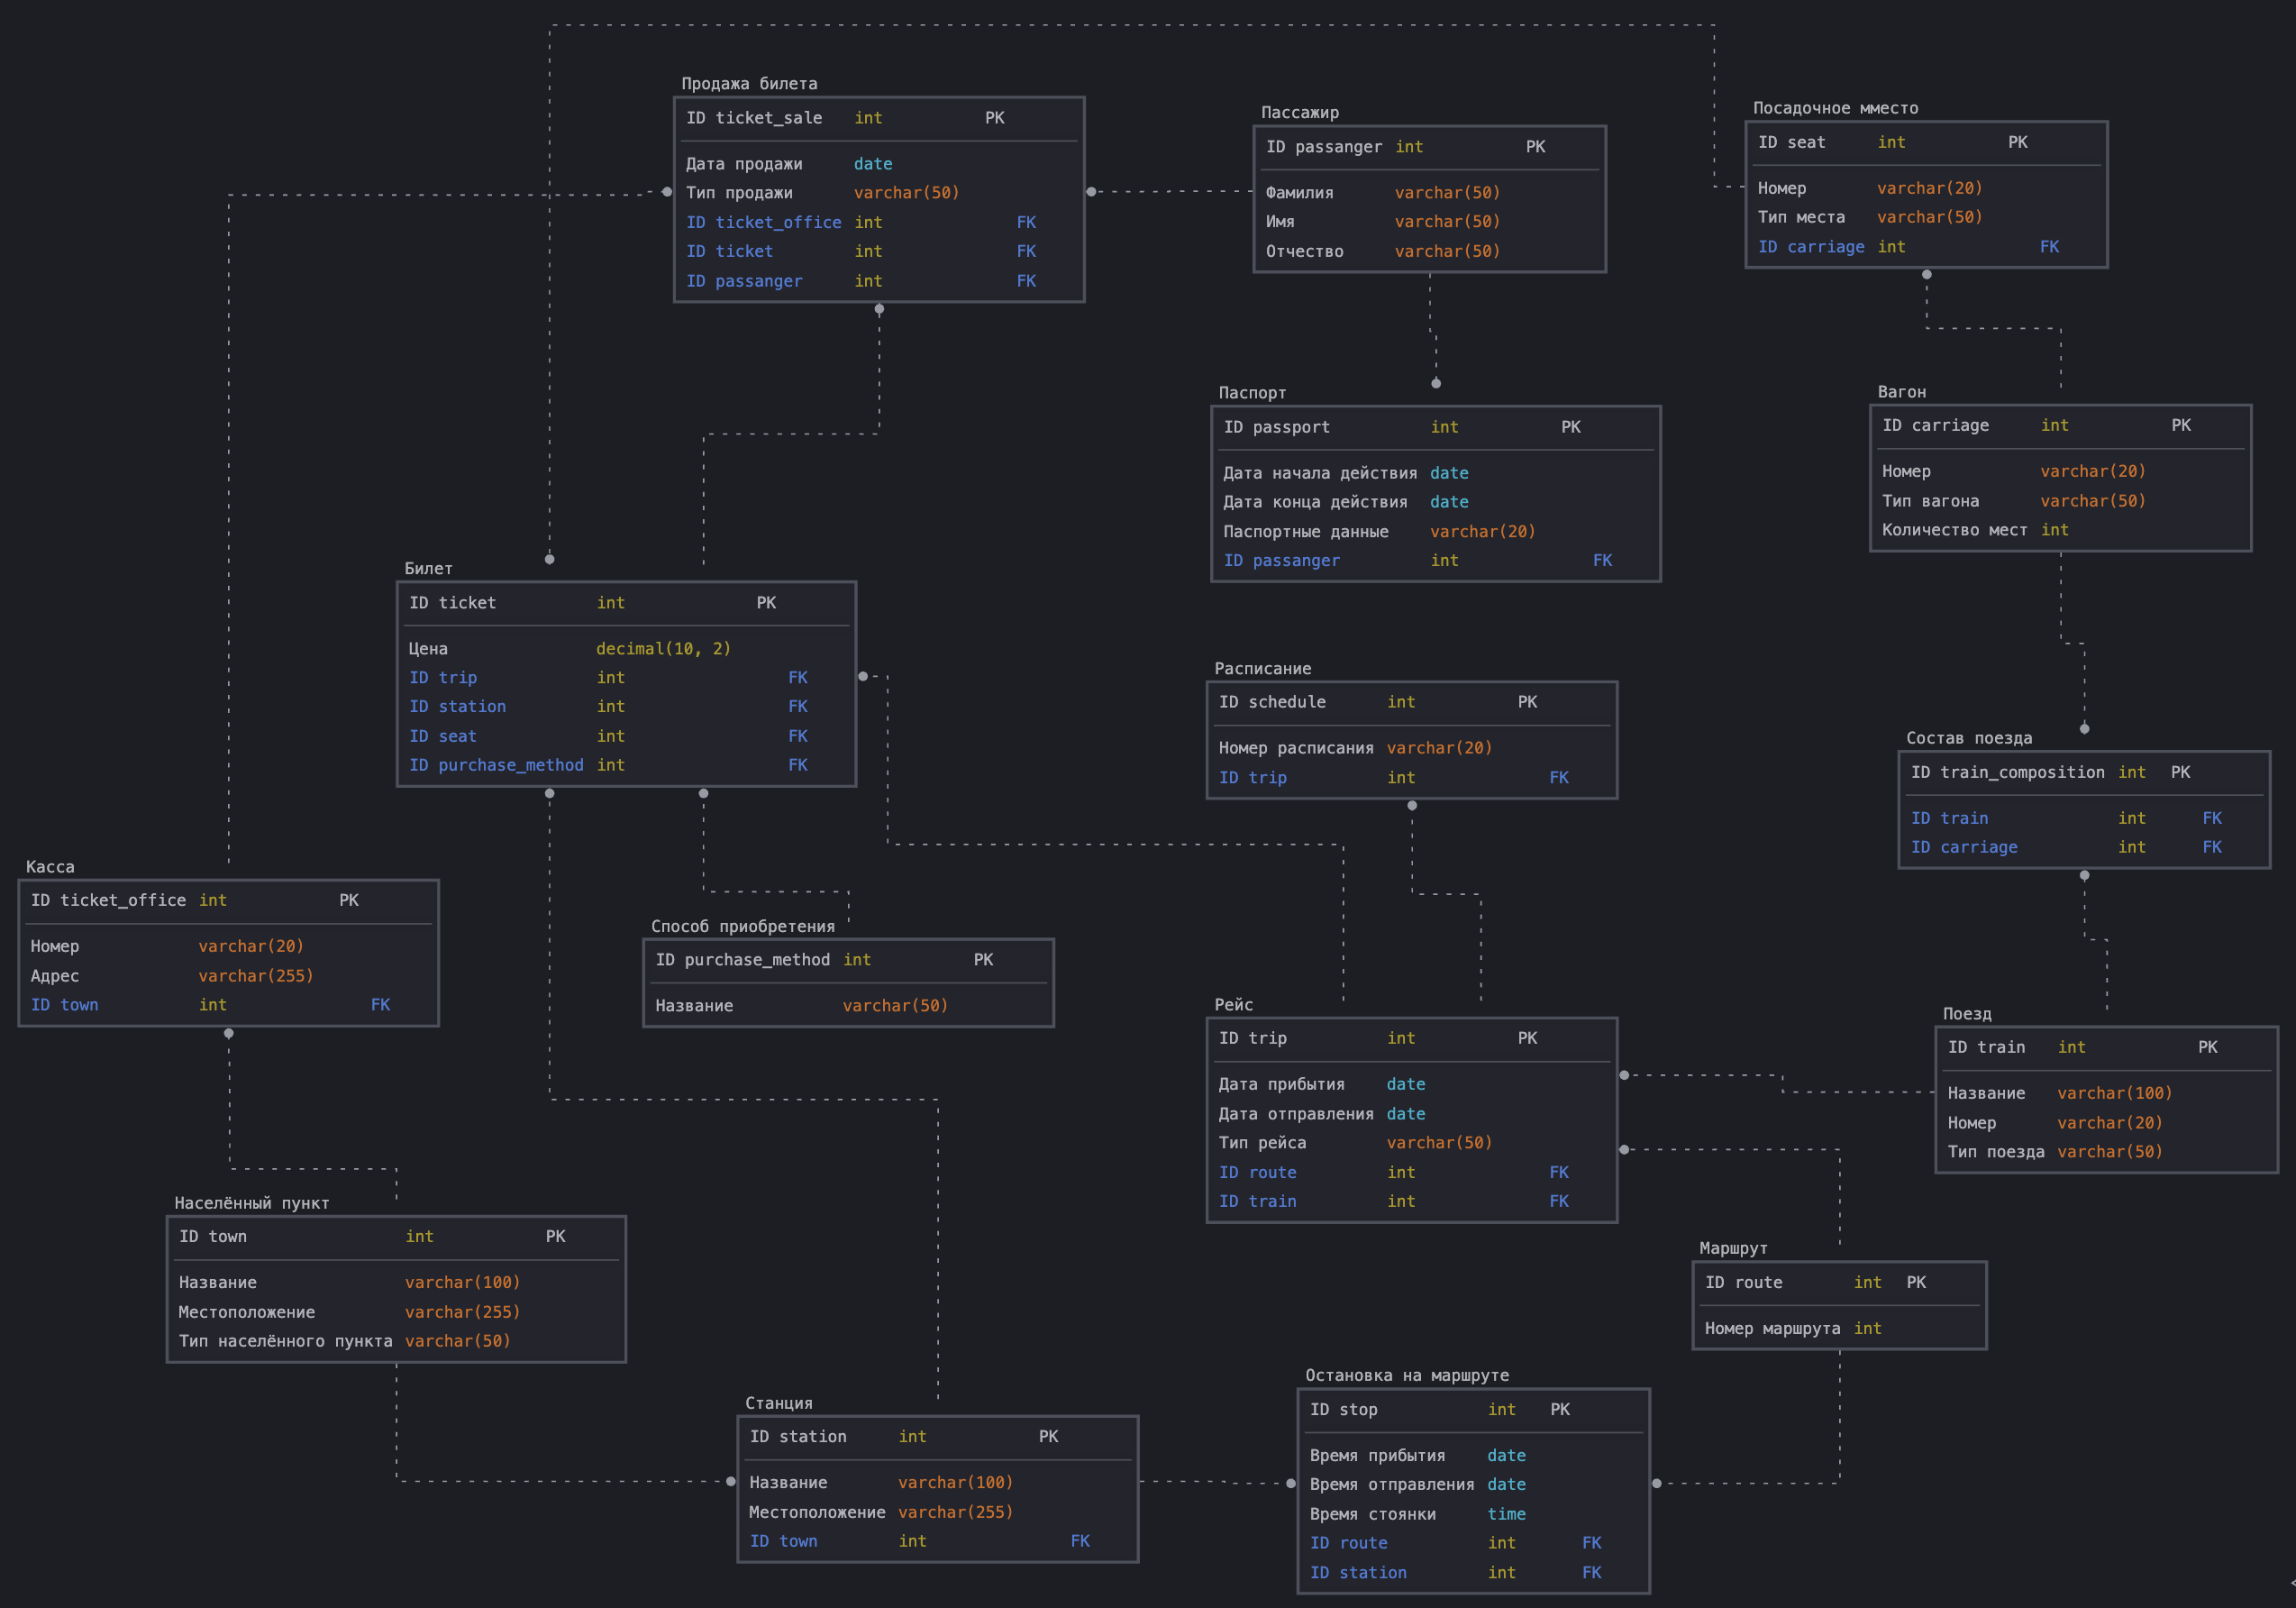 Продажа билета
ID ticket_sale int PK
Дата продажи date
Тип продажи varchar(50)
ID ticket_office int FK
ID ticket int FK
ID passanger int FK
Пассажир
ID passanger int PK
Фамилия varchar(50)
Имя varchar(50)
Отчество varchar(50)
Посадочное мместо
ID seat int PK
Номер varchar(20)
Тип места varchar(50)
ID carriage int FK
Паспорт
ID passport int PK
Дата начала действия date
Дата конца действия date
Паспортные данные varchar(20)
ID passanger int FK
Вагон
ID carriage int PK
Номер varchar(20)
Тип вагона varchar(50)
Количество мест int
Билет
ID ticket int PK
Цена decimal(10, 2)
ID trip int FK
ID station int FK
ID seat int FK
ID purchase_method int FK
Расписание
ID schedule int PK
Номер расписания varchar(20)
ID trip int FK
Состав поезда
ID train_composition int PK
ID train int FK
ID carriage int FK
Касса
ID ticket_office int PK
Номер varchar(20)
Адрес varchar(255)
ID town int FK
Способ приобретения
ID purchase_method int PK
Название varchar(50)
Рейс
ID trip int PK
Дата прибытия date
Дата отправления date
Тип рейса varchar(50)
ID route int FK
ID train int FK
Поезд
ID train int PK
Название varchar(100)
Номер varchar(20)
Тип поезда varchar(50)
Населённый пункт
ID town int PK
Название varchar(100)
Местоположение varchar(255)
Тип населённого пункта varchar(50)
Маршрут
ID route int PK
Номер маршрута int
Станция
ID station int PK
Название varchar(100)
Местоположение varchar(255)
ID town int FK
Остановка на маршруте
ID stop int PK
Время прибытия date
Время отправления date
Время стоянки time
ID route int FK
ID station int FK